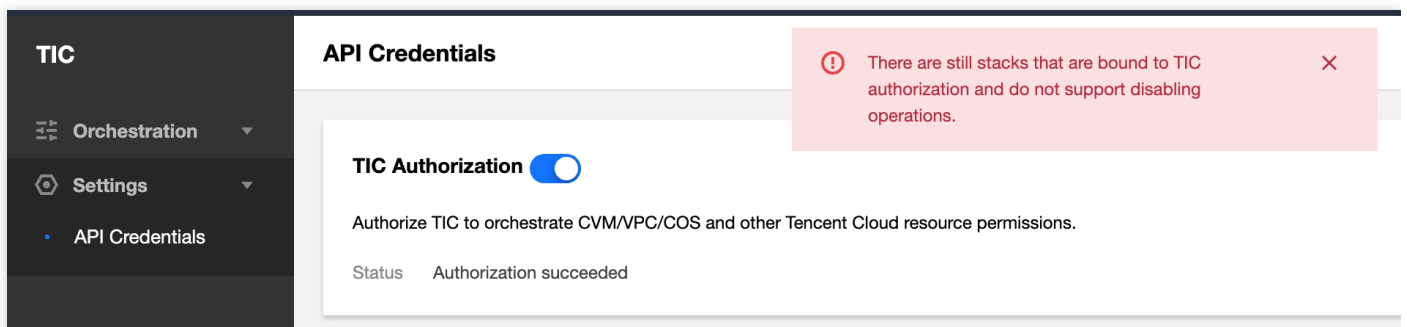 TIC
API Credentials
There are still stacks that are bound to TIC
authorization and do not support disabling
operations.
Orchestration
Settings
API Credentials
TIC Authorization
Authorize TIC to orchestrate CVM/VPC/COS and other Tencent Cloud resource permissions.
Status Authorization succeeded